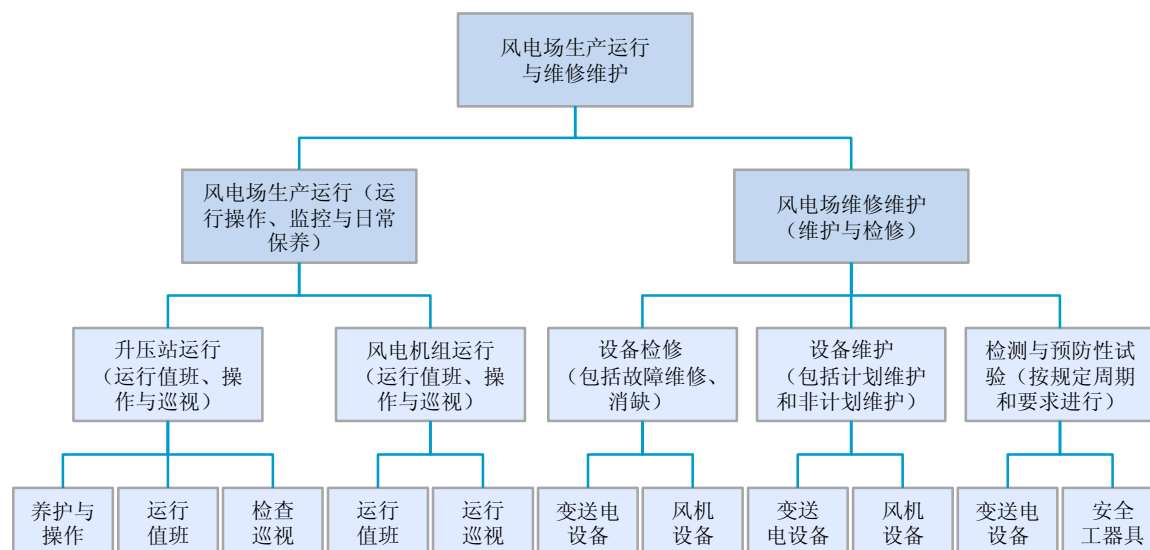 风电场生产运行
与维修维护
风电场生产运行（运
行操作、监控与日常
保养）
风电场维修维护
（维护与检修）
升压站运行
（运行值班、操
作与巡视）
风电机组运行
（运行值班、操
作与巡视）
设备检修
（包括故障维修、
消缺）
设备维护
（包括计划维护
和非计划维护）
检测与预防性试
验（按规定周期
和要求进行）
养护与
操作
运行
值班
检查
巡视
运行
值班
运行
巡视
变送电
设备
风机
设备
变送
电设备
风机
设备
变送电
设备
安全
工器具